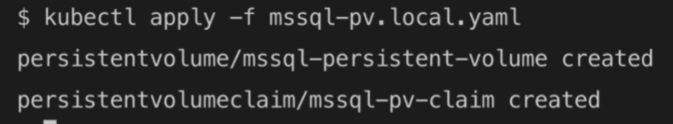 $ kubectl apply -f mssql-pv.local.yaml
persistentvolume/mssql-persistent-volume created
persistentvolumeclaim/mssql-pv-claim created